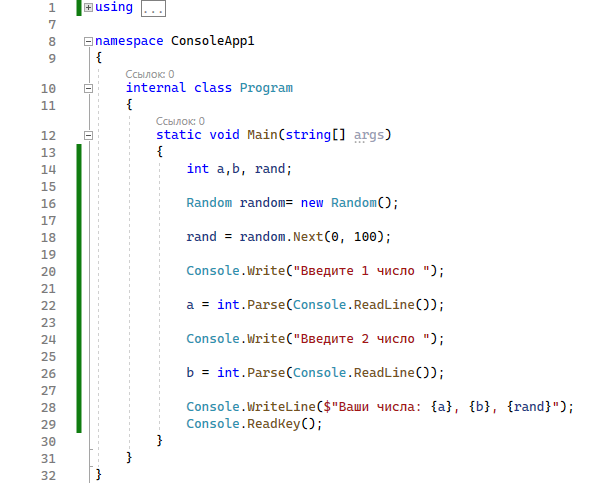 1 using ...
7
8 namespace ConsoleApp1
9 {
Ссылок: 0
10 internal class Program
11 {
Ссылок: 0
12 static void Main(string[] args)
13 {
14 int a,b, rand;
15
16 Random random= new Random();
17
18 rand = random.Next(0, 100);
19
20 Console.Write("Введите 1 число ");
21
22 a = int.Parse(Console.ReadLine());
23
24 Console.Write("Введите 2 число ");
25
26 b = int.Parse(Console.ReadLine());
27
28 Console.WriteLine($"Ваши числа: {a}, {b}, {rand}");
29 Console.ReadKey();
30 }
31 }
32 }